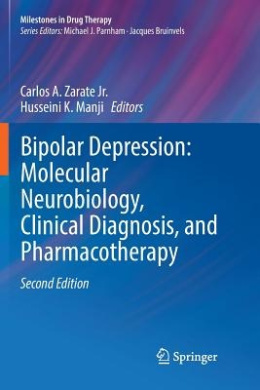 Milestones in Drug Therapy
Series Editors: Michael J. Parnham · Jacques Bruinvels
Carlos A. Zarate Jr.
Husseini K. Manji Editors
Bipolar Depression:
Molecular
Neurobiology,
Clinical Diagnosis, and
Pharmacotherapy
Second Edition
Springer